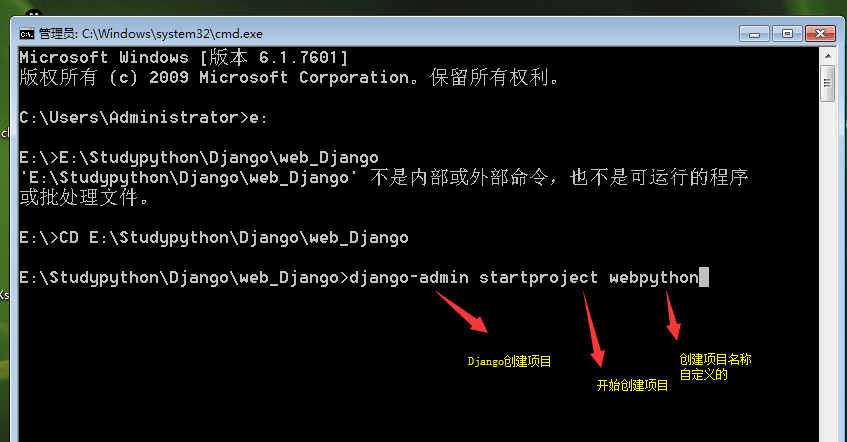 管理员: C:\Windows\system32\cmd.exe
Microsoft Windows [版本 6.1.7601]
版权所有 (c) 2009 Microsoft Corporation。保留所有权利。
C:\Users\Administrator>e:
E:\>E:\Studypython\Django\web_Django
'E:\Studypython\Django\web_Django' 不是内部或外部命令，也不是可运行的程序
或批处理文件。
E:\>CD E:\Studypython\Django\web_Django
E:\Studypython\Django\web_Django>django-admin startproject webpython
Django创建项目
开始创建项目
创建项目名称
自定义的